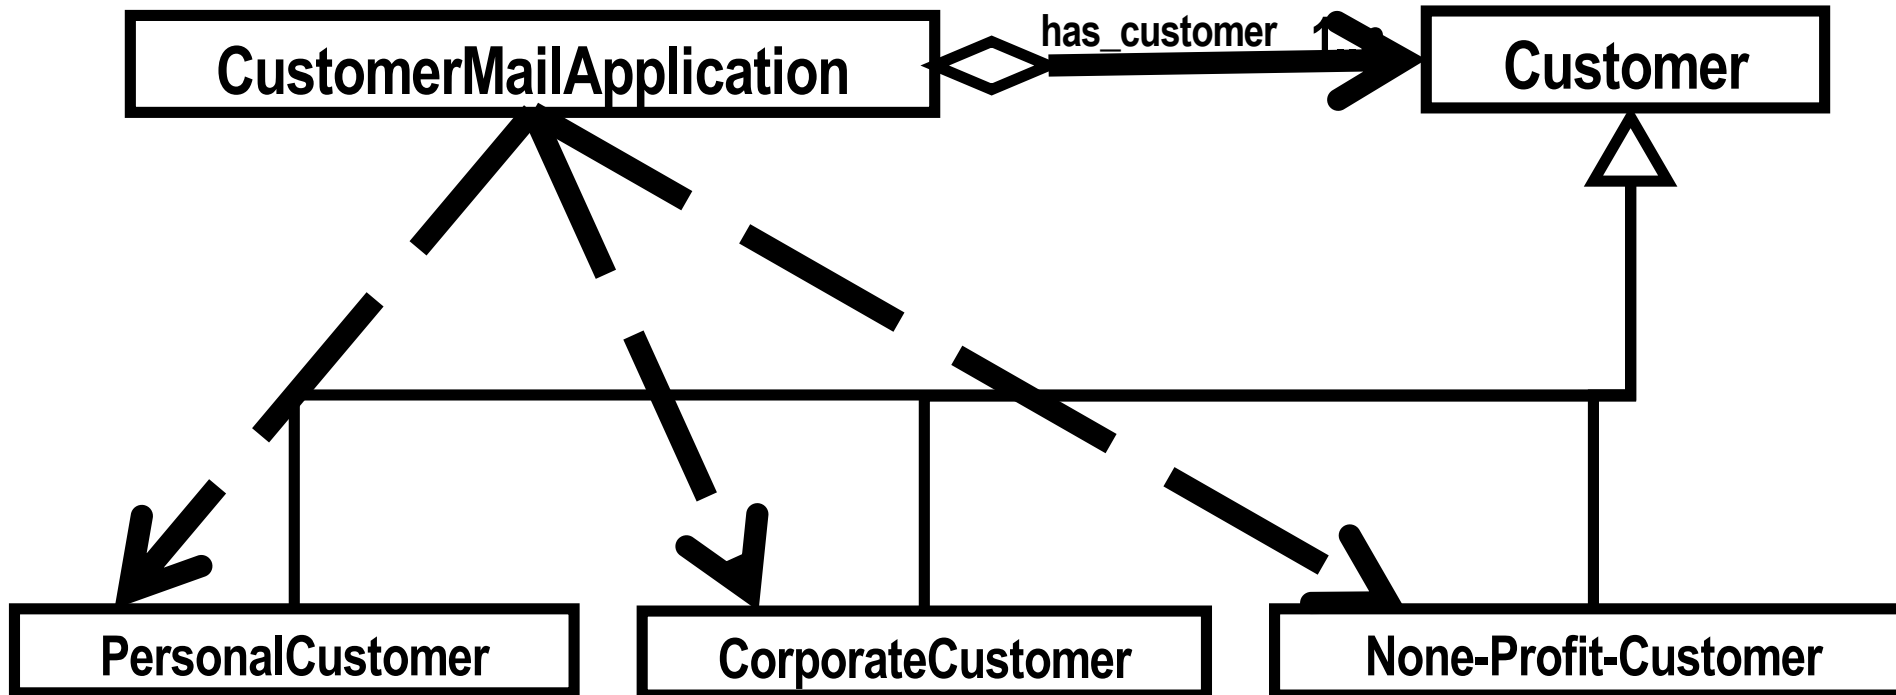 CustomerMailApplication
has_customer
Customer
PersonalCustomer
CorporateCustomer
None-Profit-Customer